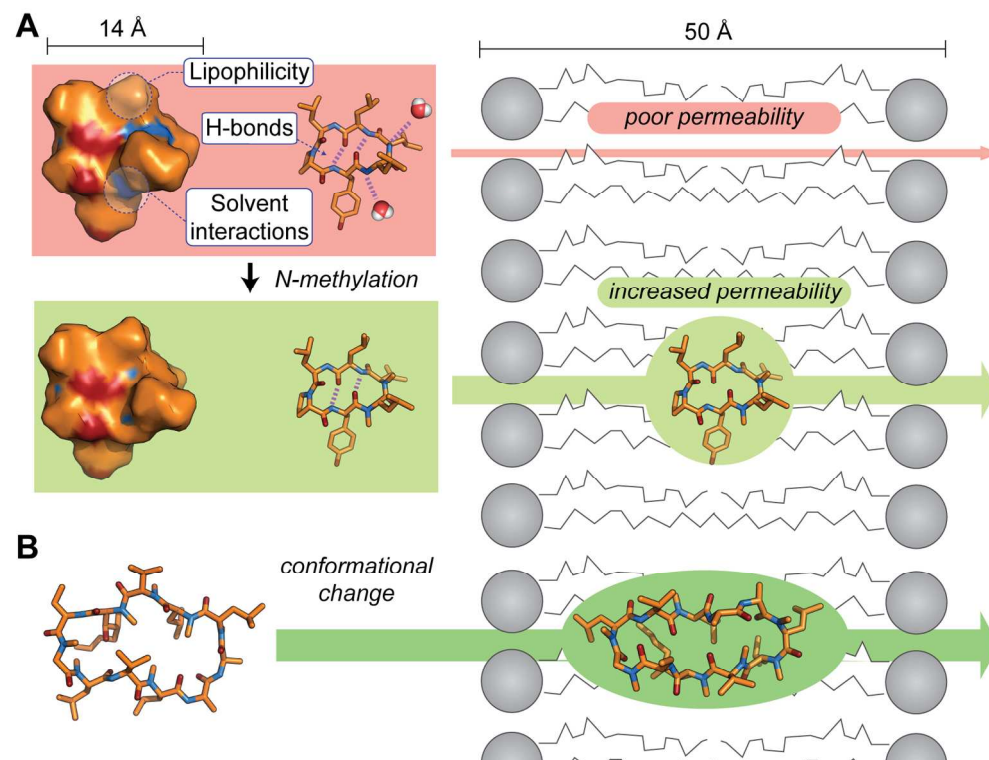 A
14 Å
50 Å
Lipophilicity
H-bonds
Solvent
interactions
poor permeability
N-methylation
increased permeability
B
conformational
change